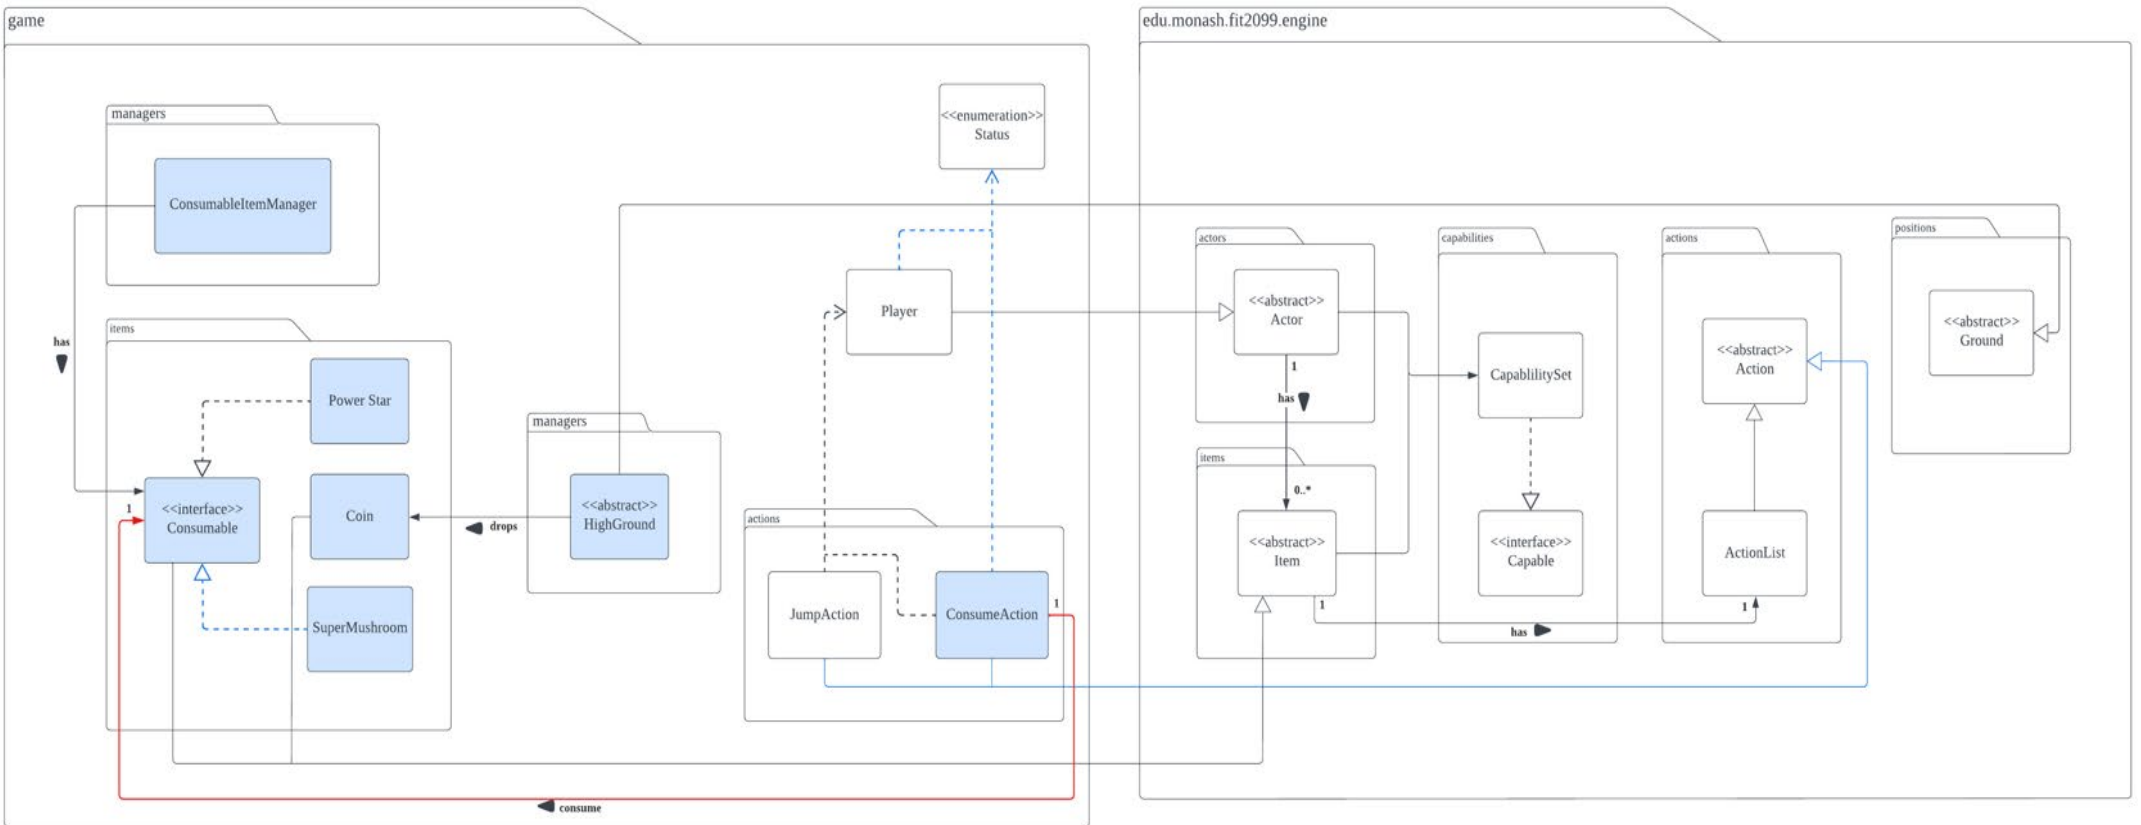 game
edu.monash.fit2099.engine
<<enumeration>>
Status
managers
ConsumableItemManager
actors
capabilities
actions
positions
<<abstract>>
Actor
Player
<<abstract>>
Ground
items
has
<<abstract>>
Action
1
CapablilitySet
Power Star
has
managers
items
0..*
1
<<interface>>
Consumable
Coin
<<abstract>>
HighGround
drops
actions
<<abstract>>
Item
<<interface>>
Capable
ActionList
SuperMushroom
JumpAction
ConsumeAction
1
1
1
has
consume